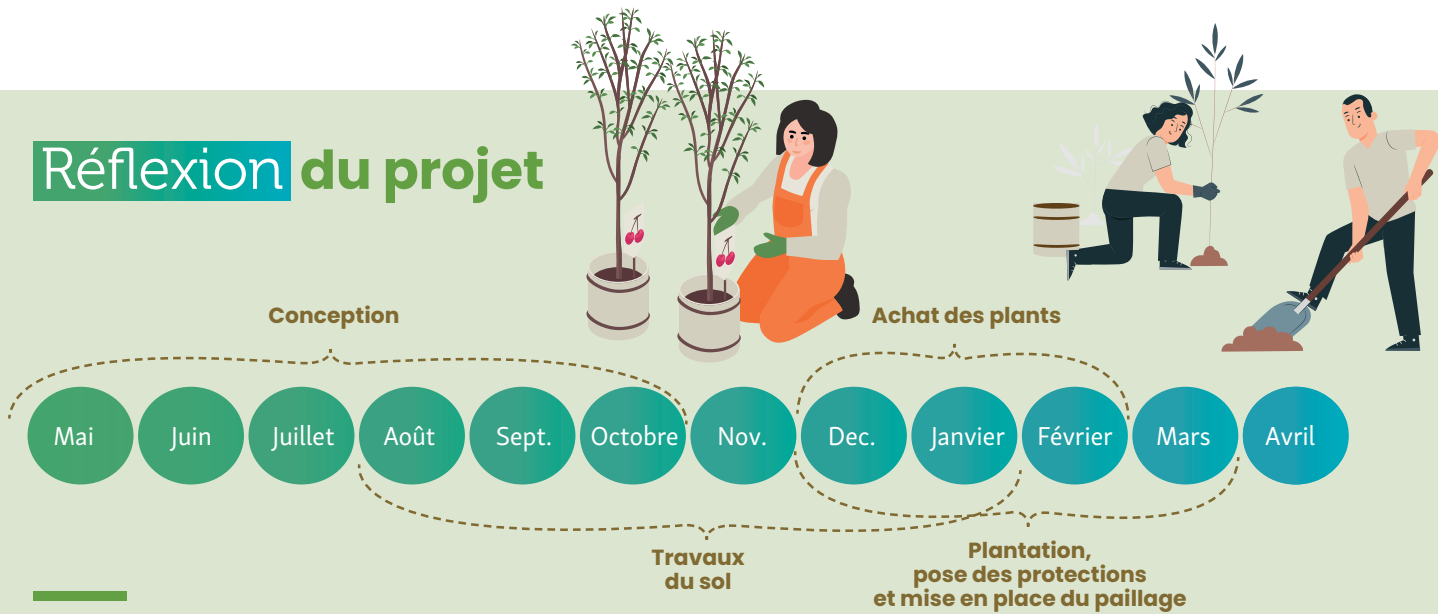 Réflexion du projet
Conception
Achat des plants
Mai Juin Juillet Août Sept. Octobre Nov. Dec. Janvier Février Mars Avril
Travaux
du sol
Plantation,
pose des protections
et mise en place du paillage